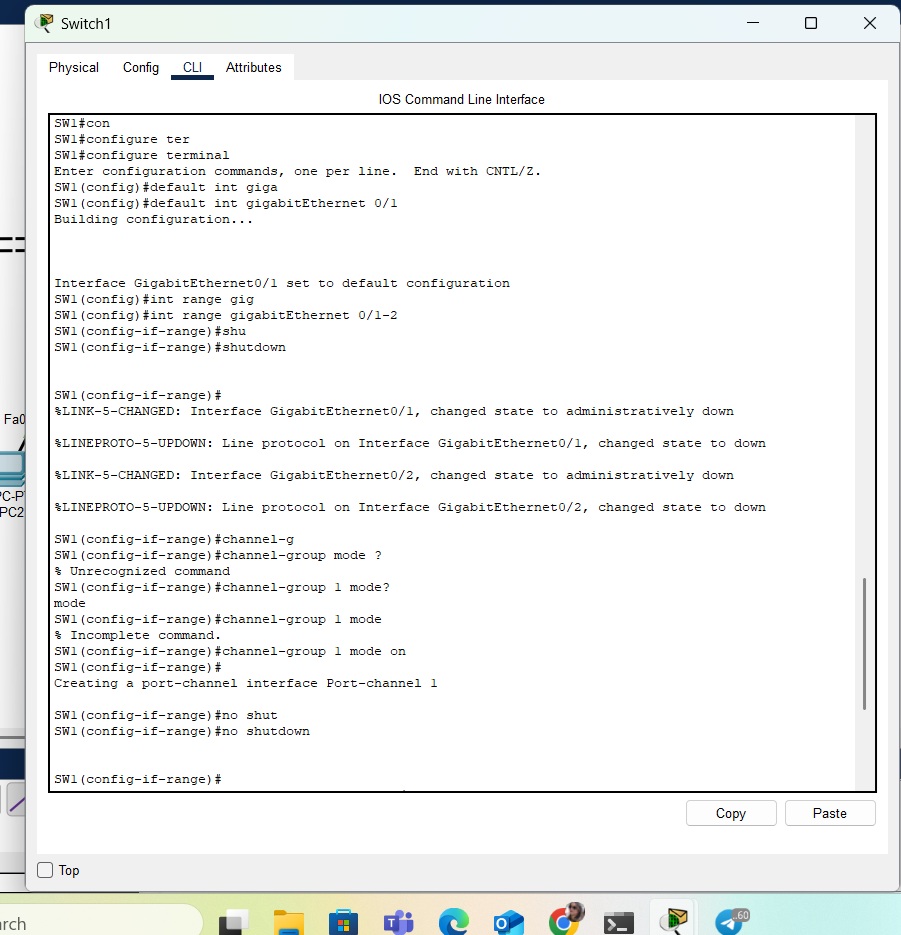 Switch1
Physical Config CLI Attributes
IOS Command Line Interface
SW1#con
SW1#configure ter
SW1#configure terminal
Enter configuration commands, one per line.  End with CNTL/Z.
SW1(config)#default int giga
SW1(config)#default int gigabitEthernet 0/1
Building configuration...
Interface GigabitEthernet0/1 set to default configuration
SW1(config)#int range gig
SW1(config)#int range gigabitEthernet 0/1-2
SW1(config-if-range)#shu
SW1(config-if-range)#shutdown
SW1(config-if-range)#
%LINK-5-CHANGED: Interface GigabitEthernet0/1, changed state to administratively down
%LINEPROTO-5-UPDOWN: Line protocol on Interface GigabitEthernet0/1, changed state to down
%LINK-5-CHANGED: Interface GigabitEthernet0/2, changed state to administratively down
%LINEPROTO-5-UPDOWN: Line protocol on Interface GigabitEthernet0/2, changed state to down
SW1(config-if-range)#channel-g
SW1(config-if-range)#channel-group mode ?
% Unrecognized command
SW1(config-if-range)#channel-group 1 mode?
mode
SW1(config-if-range)#channel-group 1 mode
% Incomplete command.
SW1(config-if-range)#channel-group 1 mode on
SW1(config-if-range)#
Creating a port-channel interface Port-channel 1
SW1(config-if-range)#no shut
SW1(config-if-range)#no shutdown
SW1(config-if-range)#
Copy Paste
Top
Fa0
PC-P
PC2
rch
60